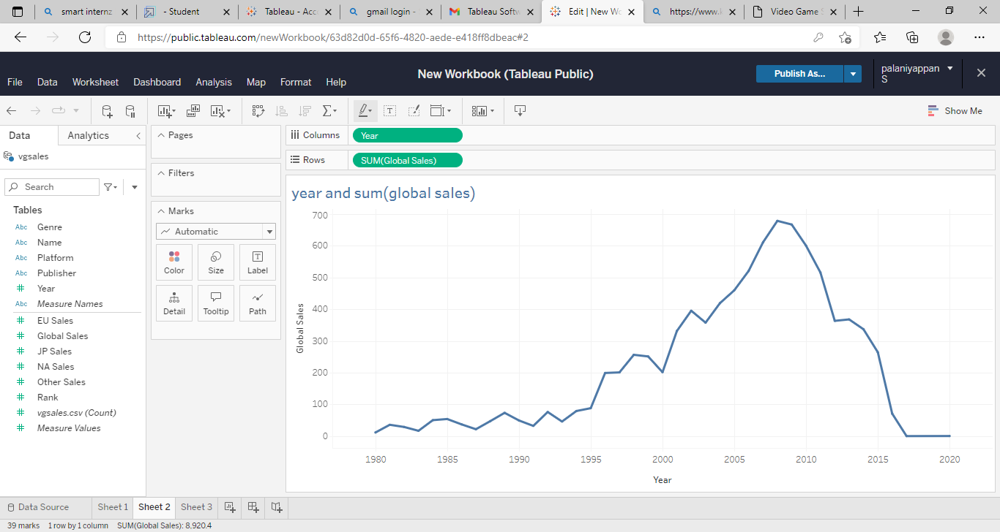 smart internz
- Student
Tableau - Acc
gmail login -
Tableau Softw
Edit | New Wo
https://www.k
Video Game S
https://public.tableau.com/newWorkbook/63d82d0d-65f6-4820-aede-e418ff8dbeac#2
File Data Worksheet Dashboard Analysis Map Format Help
New Workbook (Tableau Public)
Publish As...
palaniyappan
S
Show Me
Data
Analytics
vgsales
Search
Tables
Abc Genre
Abc Name
Abc Platform
Abc Publisher
# Year
Abc Measure Names
# EU Sales
# Global Sales
# JP Sales
# NA Sales
# Other Sales
# Rank
# vgsales.csv (Count)
# Measure Values
Pages
Filters
Marks
Automatic
Color Size Label
Detail Tooltip Path
Columns
Year
Rows
SUM(Global Sales)
year and sum(global sales)
700
600
500
400
300
200
100
0
Global Sales
1980 1985 1990 1995 2000 2005 2010 2015 2020
Year
Data Source
Sheet 1
Sheet 2
Sheet 3
39 marks 1 row by 1 column SUM(Global Sales): 8,920.4